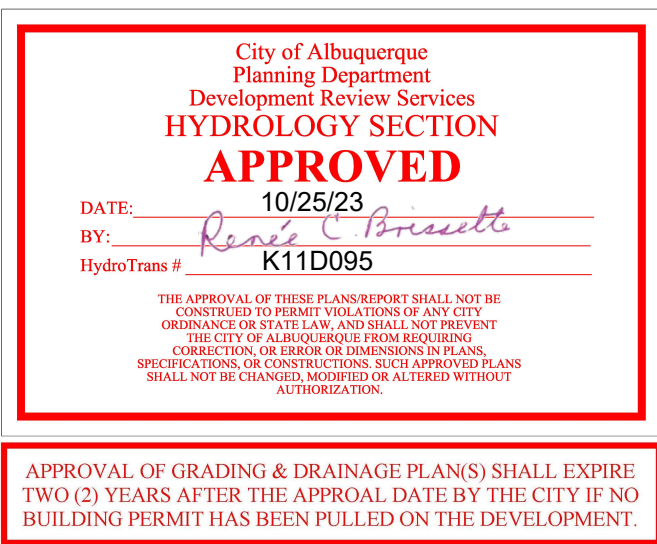 City of Albuquerque
Planning Department
Development Review Services
HYDROLOGY SECTION
APPROVED
DATE: 10/25/23
BY: Renée C. Brissette
HydroTrans # K11D095
THE APPROVAL OF THESE PLANS/REPORT SHALL NOT BE
CONSTRUED TO PERMIT VIOLATIONS OF ANY CITY
ORDINANCE OR STATE LAW, AND SHALL NOT PREVENT
THE CITY OF ALBUQUERQUE FROM REQUIRING
CORRECTION, OR ERROR OR DIMENSIONS IN PLANS,
SPECIFICATIONS, OR CONSTRUCTIONS. SUCH APPROVED PLANS
SHALL NOT BE CHANGED, MODIFIED OR ALTERED WITHOUT
AUTHORIZATION.
APPROVAL OF GRADING & DRAINAGE PLAN(S) SHALL EXPIRE
TWO (2) YEARS AFTER THE APPROAL DATE BY THE CITY IF NO
BUILDING PERMIT HAS BEEN PULLED ON THE DEVELOPMENT.